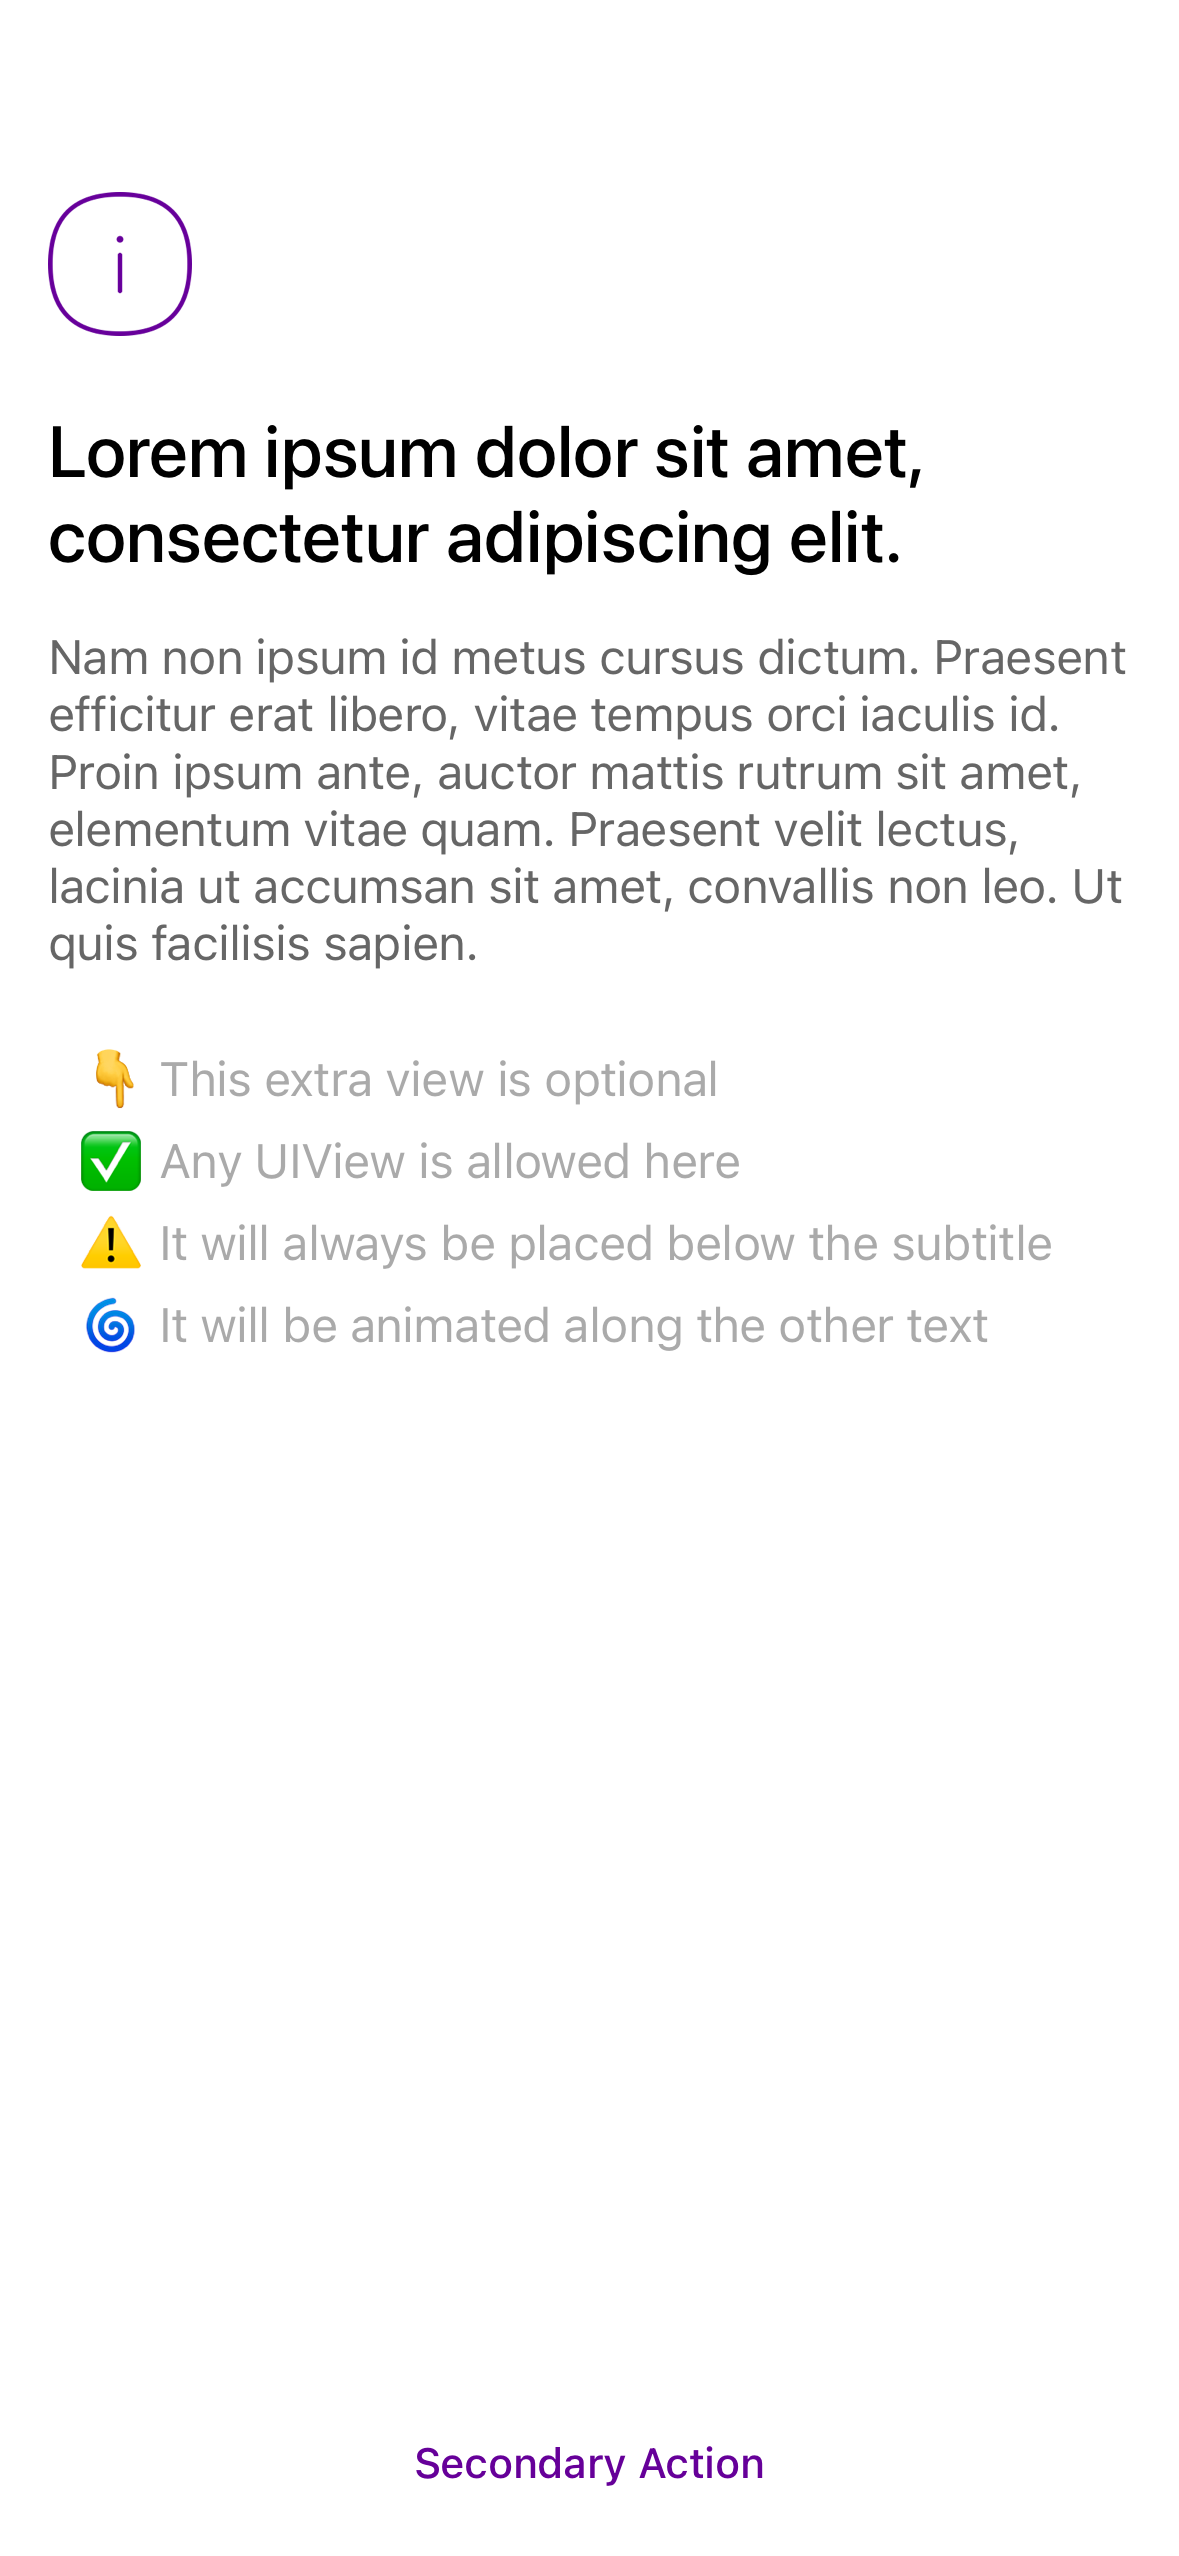 Lorem ipsum dolor sit amet,
consectetur adipiscing elit.
Nam non ipsum id metus cursus dictum. Praesent
efficitur erat libero, vitae tempus orci iaculis id.
Proin ipsum ante, auctor mattis rutrum sit amet,
elementum vitae quam. Praesent velit lectus,
lacinia ut accumsan sit amet, convallis non leo. Ut
quis facilisis sapien.
👇 This extra view is optional
✅ Any UIView is allowed here
⚠️ It will always be placed below the subtitle
🌀 It will be animated along the other text
Secondary Action